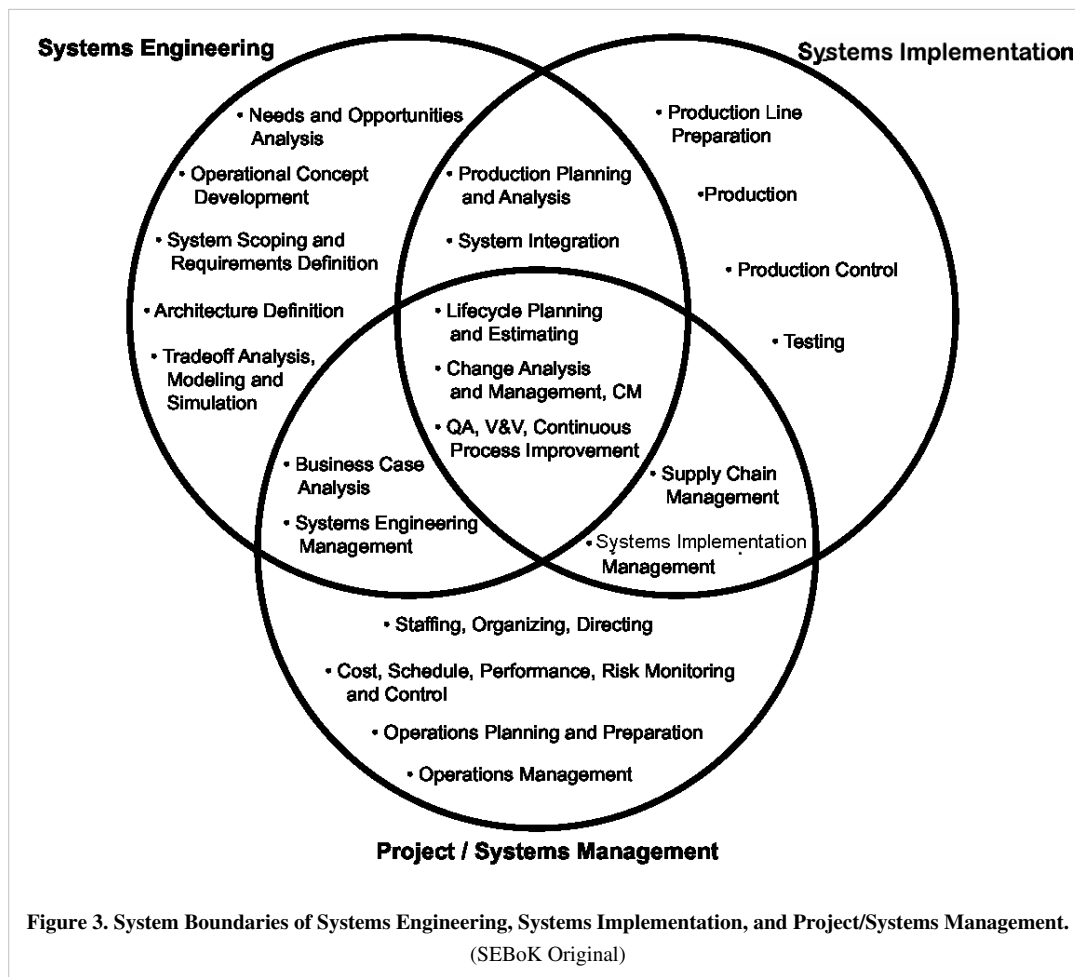 Systems Engineering
Systems Implementation
• Needs and Opportunities
Analysis
• Operational Concept
Development
• System Scoping and
Requirements Definition
• Architecture Definition
• Tradeoff Analysis,
Modeling and
Simulation
• Production Planning
and Analysis
• System Integration
• Production Line
Preparation
• Production
• Production Control
• Testing
• Lifecycle Planning
and Estimating
• Change Analysis
and Management, CM
• QA, V&V, Continuous
Process Improvement
• Business Case
Analysis
• Systems Engineering
Management
• Supply Chain
Management
• Systems Implementation
Management
• Staffing, Organizing, Directing
• Cost, Schedule, Performance, Risk Monitoring
and Control
• Operations Planning and Preparation
• Operations Management
Project / Systems Management
Figure 3. System Boundaries of Systems Engineering, Systems Implementation, and Project/Systems Management.
(SEBoK Original)